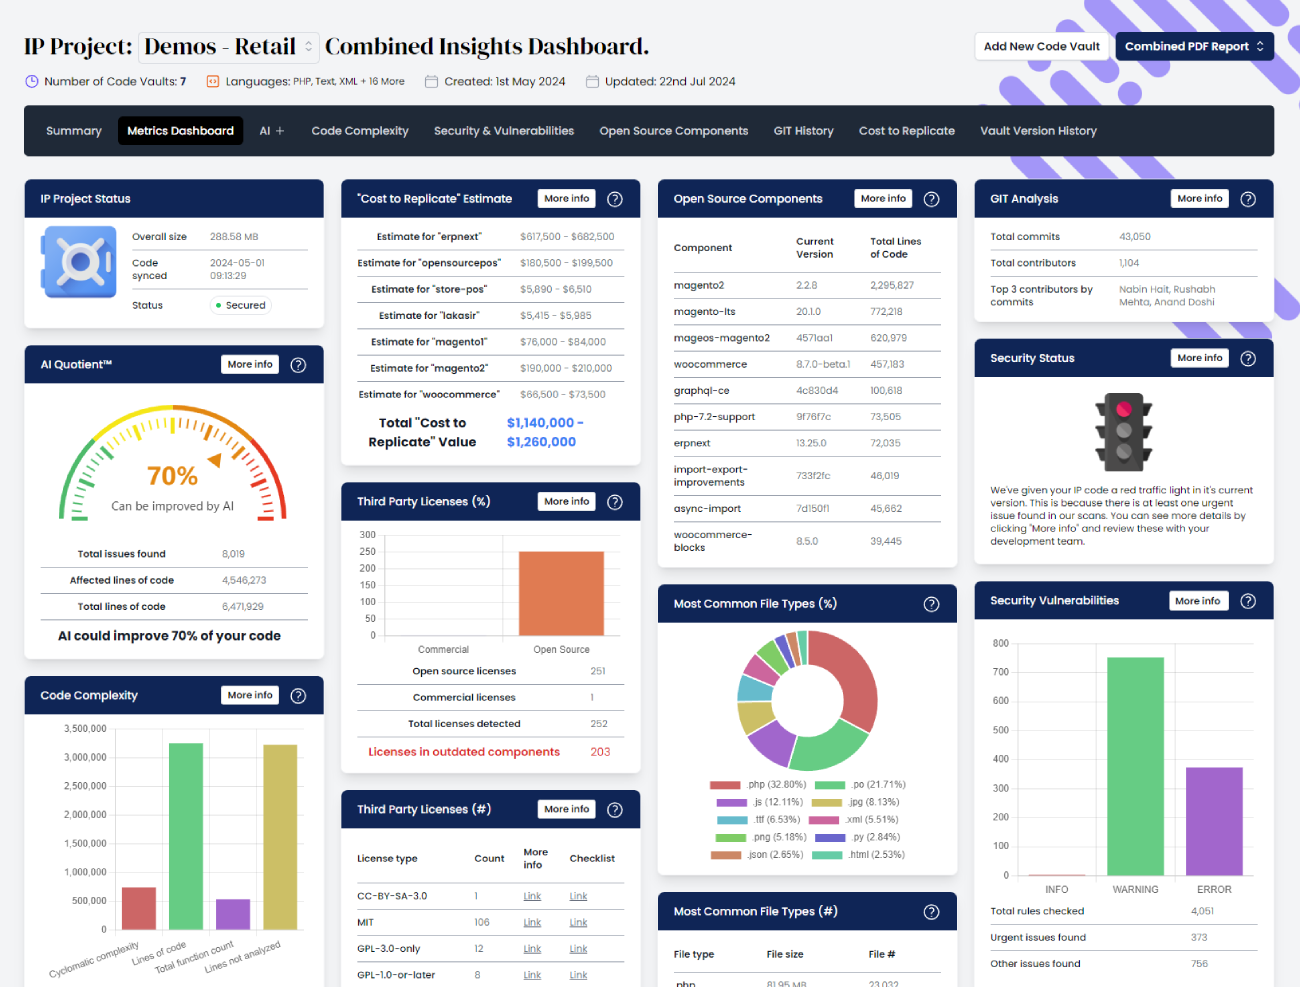 IP Project: Demos - Retail Combined Insights Dashboard.
Add New Code Vault
Combined PDF Report
Number of Code Vaults: 7
Languages: PHP, Text, XML + 16 More
Created: 1st May 2024
Updated: 22nd Jul 2024
Summary
Metrics Dashboard
AI +
Code Complexity
Security & Vulnerabilities
Open Source Components
GIT History
Cost to Replicate
Vault Version History
IP Project Status
Overall size 288.58 MB
Code 2024-05-01
synced 09:13:29
Status Secured
AI Quotient™ More info ?
70%
Can be improved by AI
Total issues found 8,019
Affected lines of code 4,546,273
Total lines of code 6,471,929
AI could improve 70% of your code
Code Complexity More info ?
3,500,000
3,000,000
2,500,000
2,000,000
1,500,000
1,000,000
500,000
0
Cyclomatic complexity
Lines of code
Total function count
Lines not analyzed
"Cost to Replicate" Estimate More info ?
Estimate for "erpnext" $617,500 - $682,500
Estimate for "opensourcepos" $180,500 - $199,500
Estimate for "store-pos" $5,890 - $6,510
Estimate for "lakasir" $5,415 - $5,985
Estimate for "magento1" $76,000 - $84,000
Estimate for "magento2" $190,000 - $210,000
Estimate for "woocommerce" $66,500 - $73,500
Total "Cost to $1,140,000 -
Replicate" Value $1,260,000
Third Party Licenses (%) More info ?
300
250
200
150
100
50
0
Commercial
Open Source
Open source licenses 251
Commercial licenses 1
Total licenses detected 252
Licenses in outdated components 203
Third Party Licenses (#) More info ?
License type Count More info Checklist
CC-BY-SA-3.0 1 Link Link
MIT 106 Link Link
GPL-3.0-only 12 Link Link
GPL-1.0-or-later 8 Link Link
Open Source Components More info ?
Component Current Total Lines
Version of Code
magento2 2.2.8 2,295,827
magento-lts 20.1.0 772,218
mageos-magento2 4571aa1 620,979
woocommerce 8.7.0-beta.1 457,183
graphql-ce 4c830d4 100,618
php-7.2-support 9f76f7c 73,505
erpnext 13.25.0 72,035
import-export-
improvements 733f2fc 46,019
async-import 7d150f1 45,662
woocommerce-
blocks 8.5.0 39,445
Most Common File Types (%) ?
.php (32.80%) .po (21.71%)
.js (12.11%) .jpg (8.13%)
.ttf (6.53%) .xml (5.51%)
.png (5.18%) .py (2.84%)
.json (2.65%) .html (2.53%)
Most Common File Types (#) ?
File type File size File #
.php 81.95 MB 23,032
GIT Analysis More info ?
Total commits 43,050
Total contributors 1,104
Top 3 contributors by Nabin Hait, Rushabh
commits Mehta, Anand Doshi
Security Status More info ?
We've given your IP code a red traffic light in it's current
version. This is because there is at least one urgent
issue found in our scans. You can see more details by
clicking "More info" and review these with your
development team.
Security Vulnerabilities More info ?
800
700
600
500
400
300
200
100
0
INFO
WARNING
ERROR
Total rules checked 4,051
Urgent issues found 373
Other issues found 756